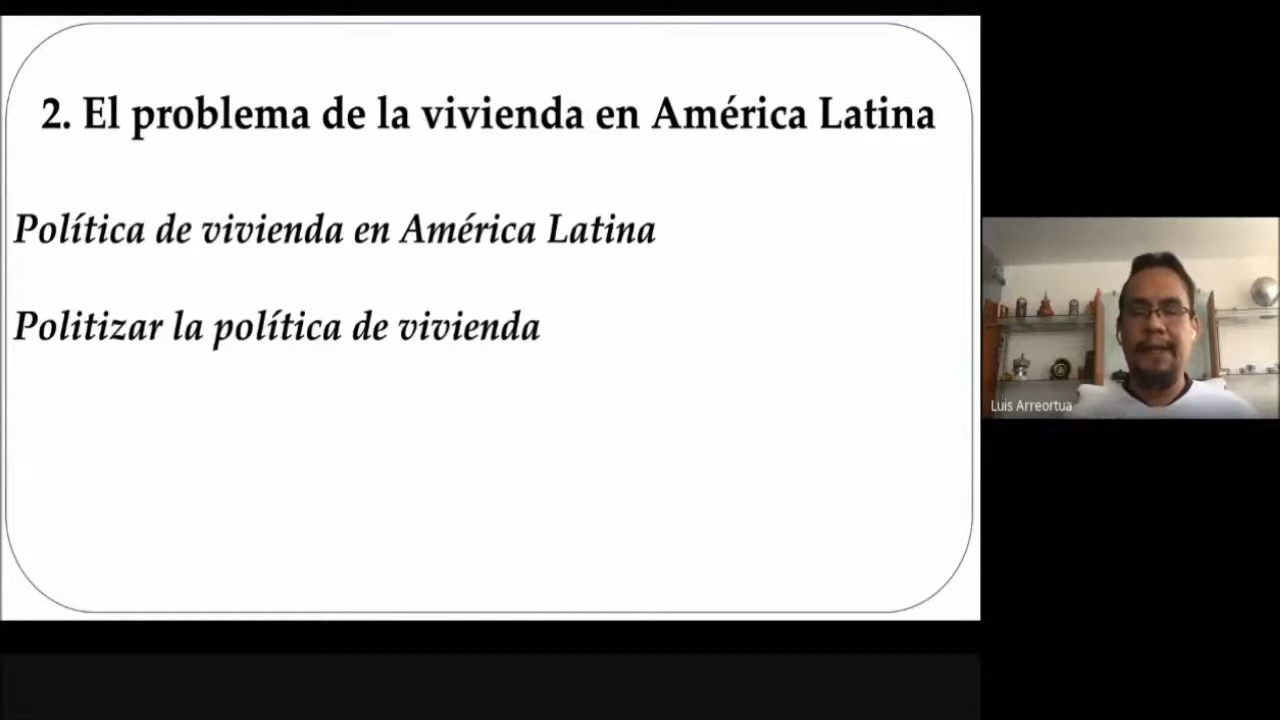 2. El problema de la vivienda en América Latina
Política de vivienda en América Latina
Politizar la política de vivienda
Luis Arreortua